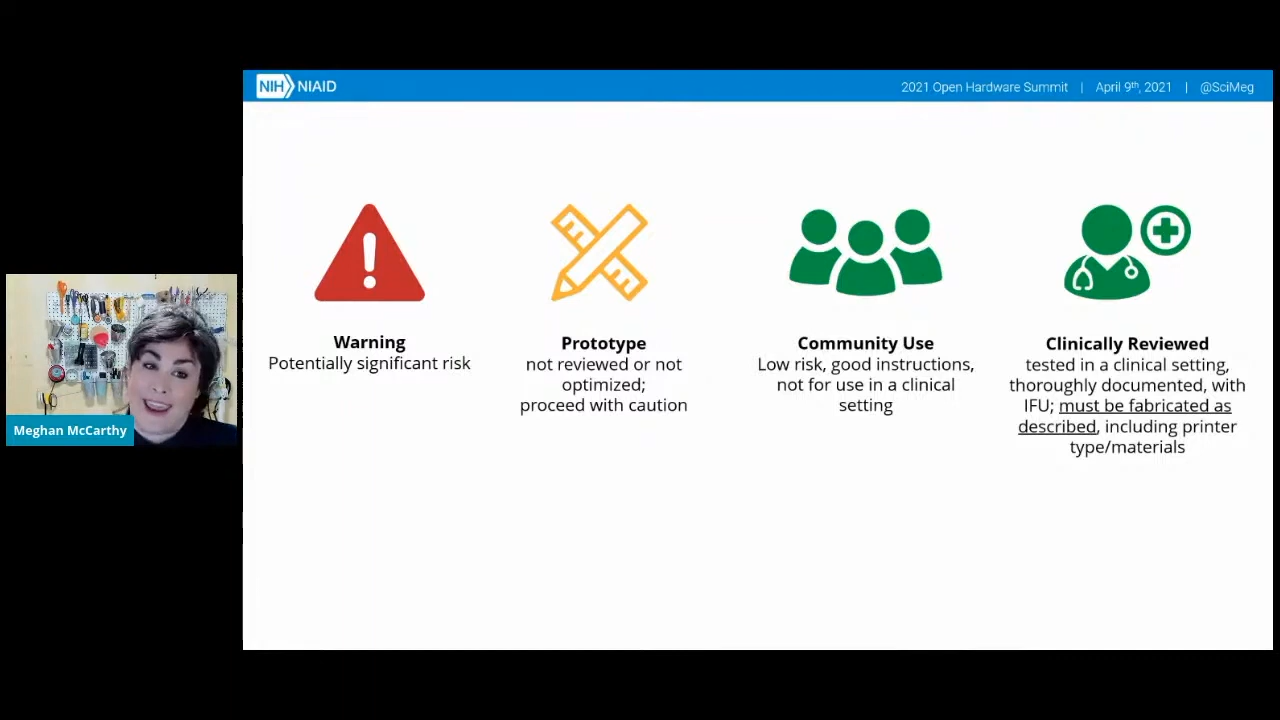 NIH NIAID
2021 Open Hardware Summit | April 9th, 2021 | @SciMeg
Warning
Potentially significant risk
Prototype
not reviewed or not
optimized;
proceed with caution
Community Use
Low risk, good instructions,
not for use in a clinical
setting
Clinically Reviewed
tested in a clinical setting,
thoroughly documented, with
IFU; must be fabricated as
described, including printer
type/materials
Meghan McCarthy